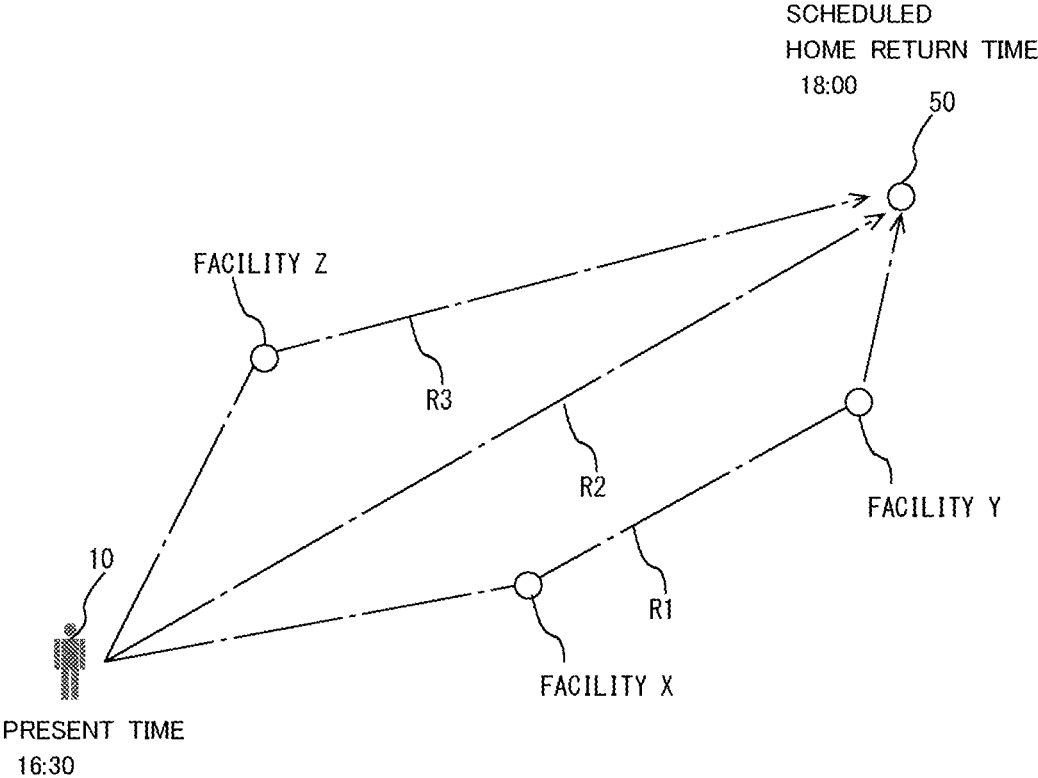 SCHEDULED
HOME RETURN TIME
18:00
50
FACILITY Z
R3
R2
FACILITY Y
10
R1
FACILITY X
PRESENT TIME
16:30